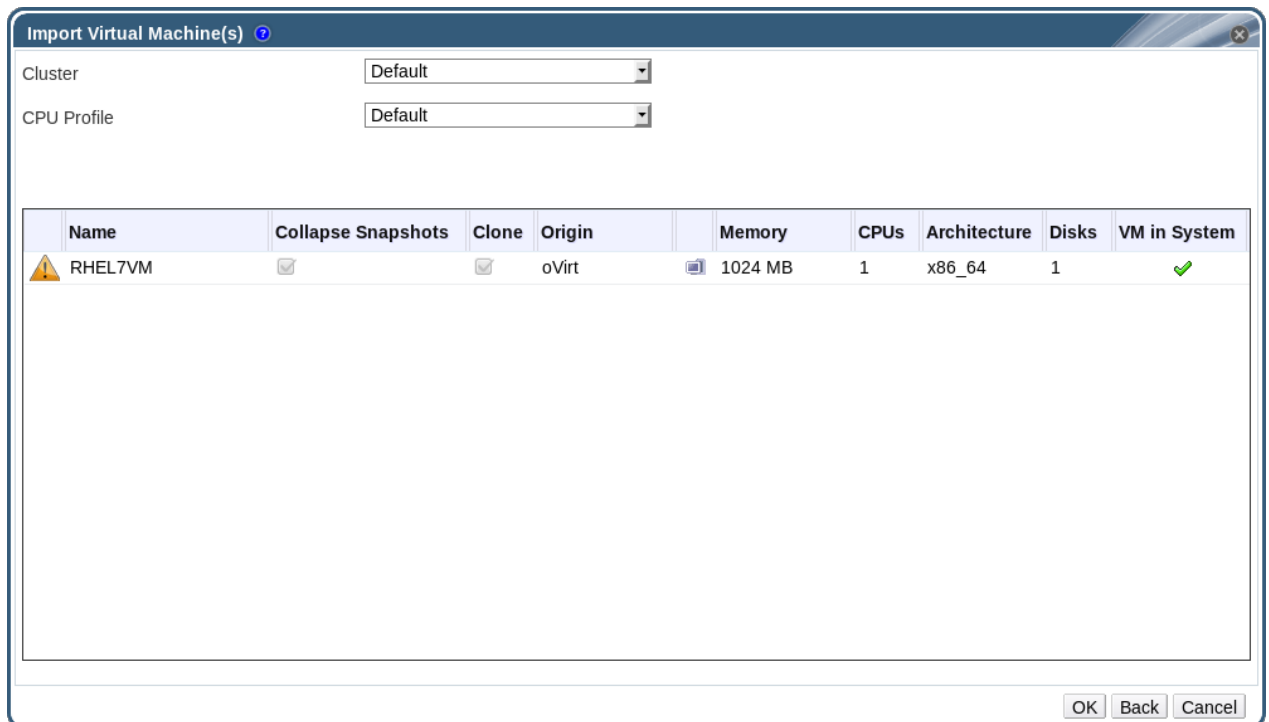 Import Virtual Machine(s) ?
Cluster Default
CPU Profile Default
Name Collapse Snapshots Clone Origin Memory CPUs Architecture Disks VM in System
RHEL7VM oVirt 1024 MB 1 x86_64 1
OK Back Cancel